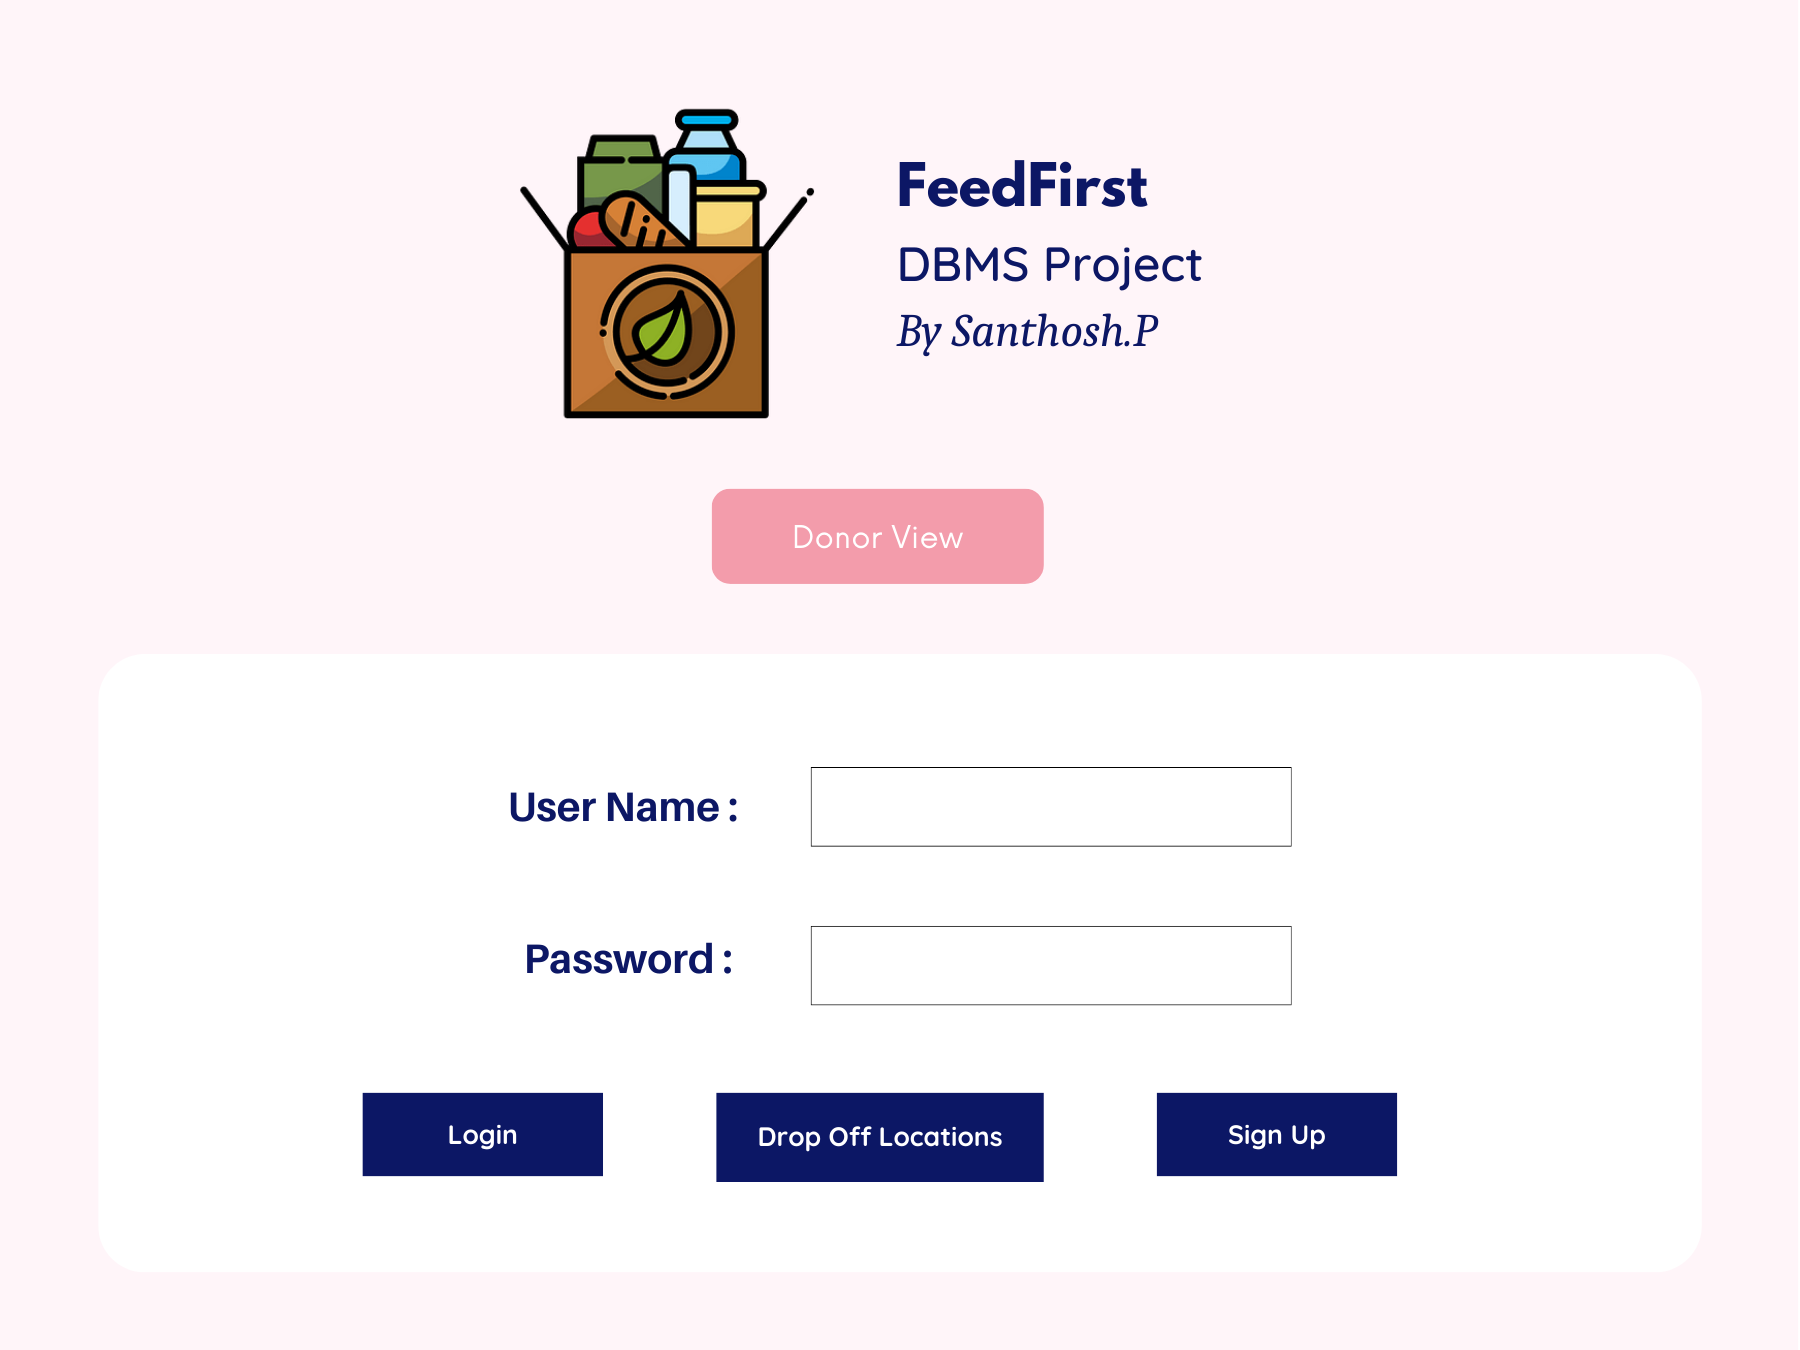 FeedFirst
DBMS Project
By Santhosh.P
Donor View
User Name :
Password :
Login
Drop Off Locations
Sign Up